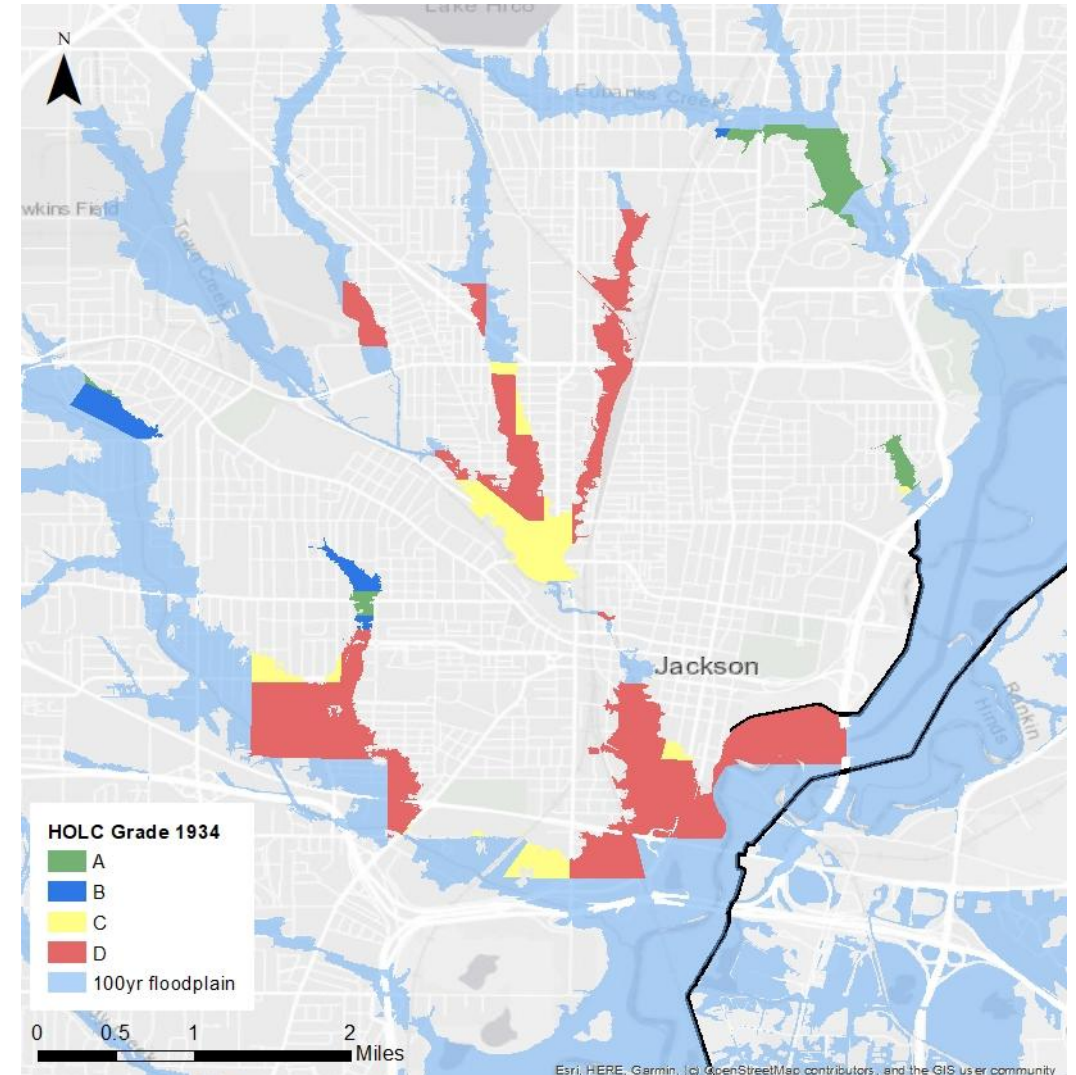 Lake Hico
N
Eubanks Creek
wkins Field
Town Creek
Jackson
Rankin
Hinds
HOLC Grade 1934
A
B
C
D
100yr floodplain
0 0.5 1 2
Miles
Esri, HERE, Garmin, (c) OpenStreetMap contributors, and the GIS user community